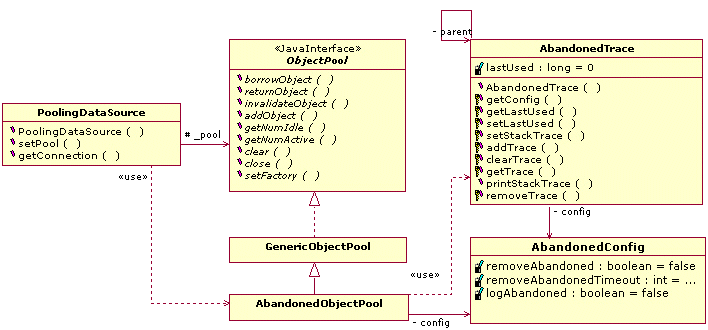 PoolingDataSource
PoolingDataSource ( )
setPool ( )
getConnection ( )
# _pool
«use»
«JavaInterface»
ObjectPool
borrowObject ( )
returnObject ( )
invalidateObject ( )
addObject ( )
getNumIdle ( )
getNumActive ( )
clear ( )
close ( )
setFactory ( )
GenericObjectPool
AbandonedObjectPool
«use»
- config
- parent
AbandonedTrace
lastUsed : long = 0
AbandonedTrace ( )
getConfig ( )
getLastUsed ( )
setLastUsed ( )
setStackTrace ( )
addTrace ( )
clearTrace ( )
getTrace ( )
printStackTrace ( )
removeTrace ( )
- config
AbandonedConfig
removeAbandoned : boolean = false
removeAbandonedTimeout : int = ...
logAbandoned : boolean = false